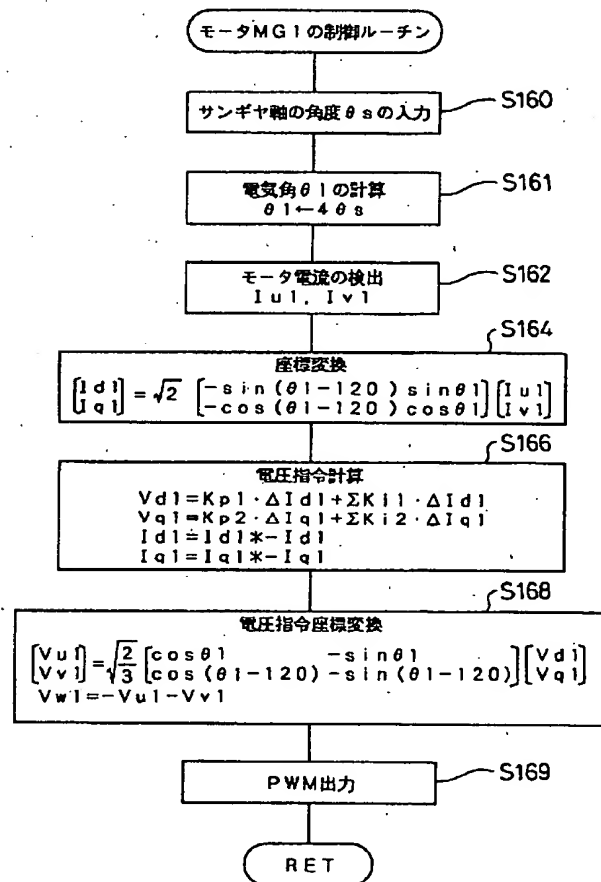 モータMG1の制御ルーチン
サンギヤ軸の角度θsの入力
S160
電気角θ1の計算
θ1←4θs
S161
モータ電流の検出
Iu1, Iv1
S162
S164
座標変換
[Id1] = √2 [-sin(θ1-120) sinθ1] [Iu1]
[Iq1] [-cos(θ1-120) cosθ1] [Iv1]
S166
電圧指令計算
Vd1=Kp1・ΔId1+ΣKi1・ΔId1
Vq1=Kp2・ΔIq1+ΣKi2・ΔIq1
Id1=Id1*-Id1
Iq1=Iq1*-Iq1
S168
電圧指令座標変換
[Vu1] = √2/3 [cosθ1 -sinθ1] [Vd1]
[Vv1] [cos(θ1-120) -sin(θ1-120)] [Vq1]
Vw1=-Vu1-Vv1
PWM出力
S169
RET